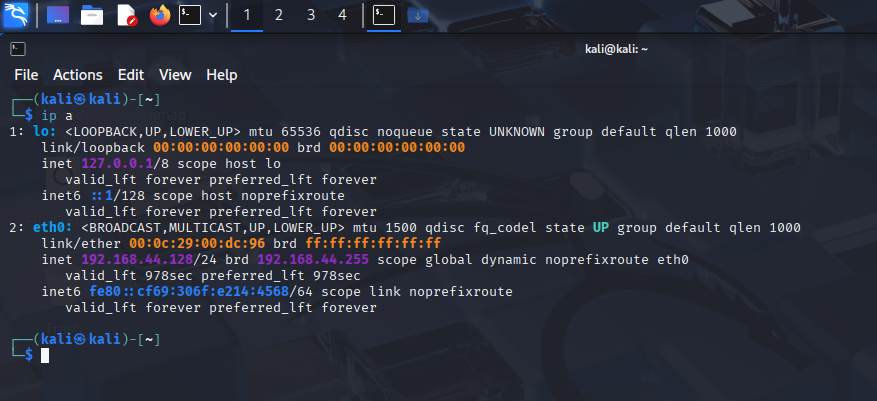 1 2 3 4
kali@kali: ~
File Actions Edit View Help
┌──(kali㉿kali)-[~]
└─$ ip a
1: lo: <LOOPBACK,UP,LOWER_UP> mtu 65536 qdisc noqueue state UNKNOWN group default qlen 1000
    link/loopback 00:00:00:00:00:00 brd 00:00:00:00:00:00
    inet 127.0.0.1/8 scope host lo
       valid_lft forever preferred_lft forever
    inet6 ::1/128 scope host noprefixroute
       valid_lft forever preferred_lft forever
2: eth0: <BROADCAST,MULTICAST,UP,LOWER_UP> mtu 1500 qdisc fq_codel state UP group default qlen 1000
    link/ether 00:0c:29:00:dc:96 brd ff:ff:ff:ff:ff:ff
    inet 192.168.44.128/24 brd 192.168.44.255 scope global dynamic noprefixroute eth0
       valid_lft 978sec preferred_lft 978sec
    inet6 fe80::cf69:306f:e214:4568/64 scope link noprefixroute
       valid_lft forever preferred_lft forever
┌──(kali㉿kali)-[~]
└─$